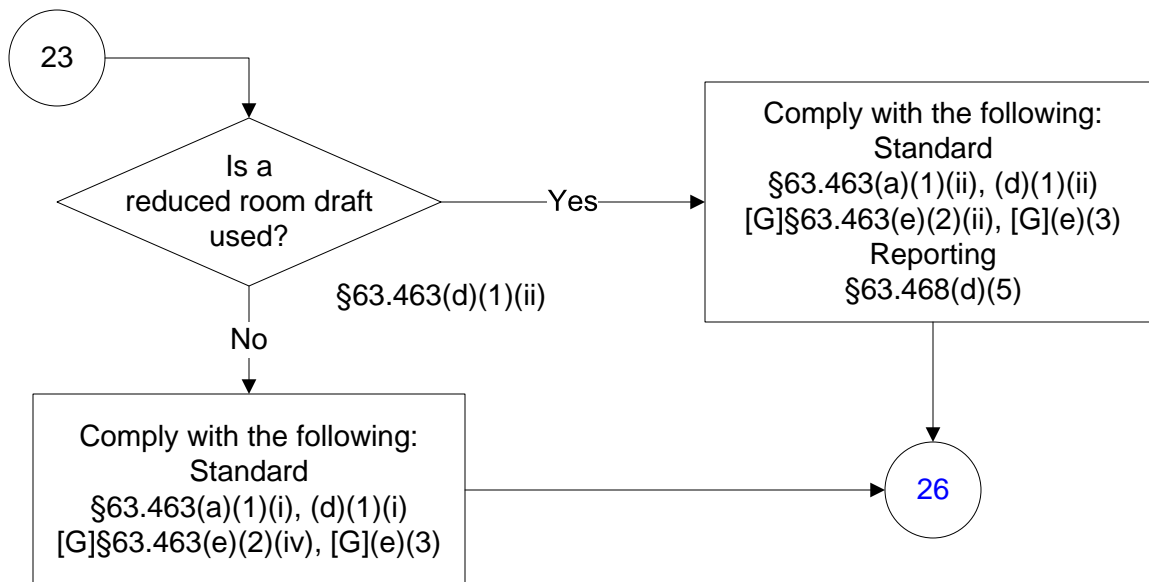 23
Is a
reduced room draft
used?
§63.463(d)(1)(ii)
Yes
Comply with the following:
Standard
§63.463(a)(1)(ii), (d)(1)(ii)
[G]§63.463(e)(2)(ii), [G](e)(3)
Reporting
§63.468(d)(5)
No
Comply with the following:
Standard
§63.463(a)(1)(i), (d)(1)(i)
[G]§63.463(e)(2)(iv), [G](e)(3)
26